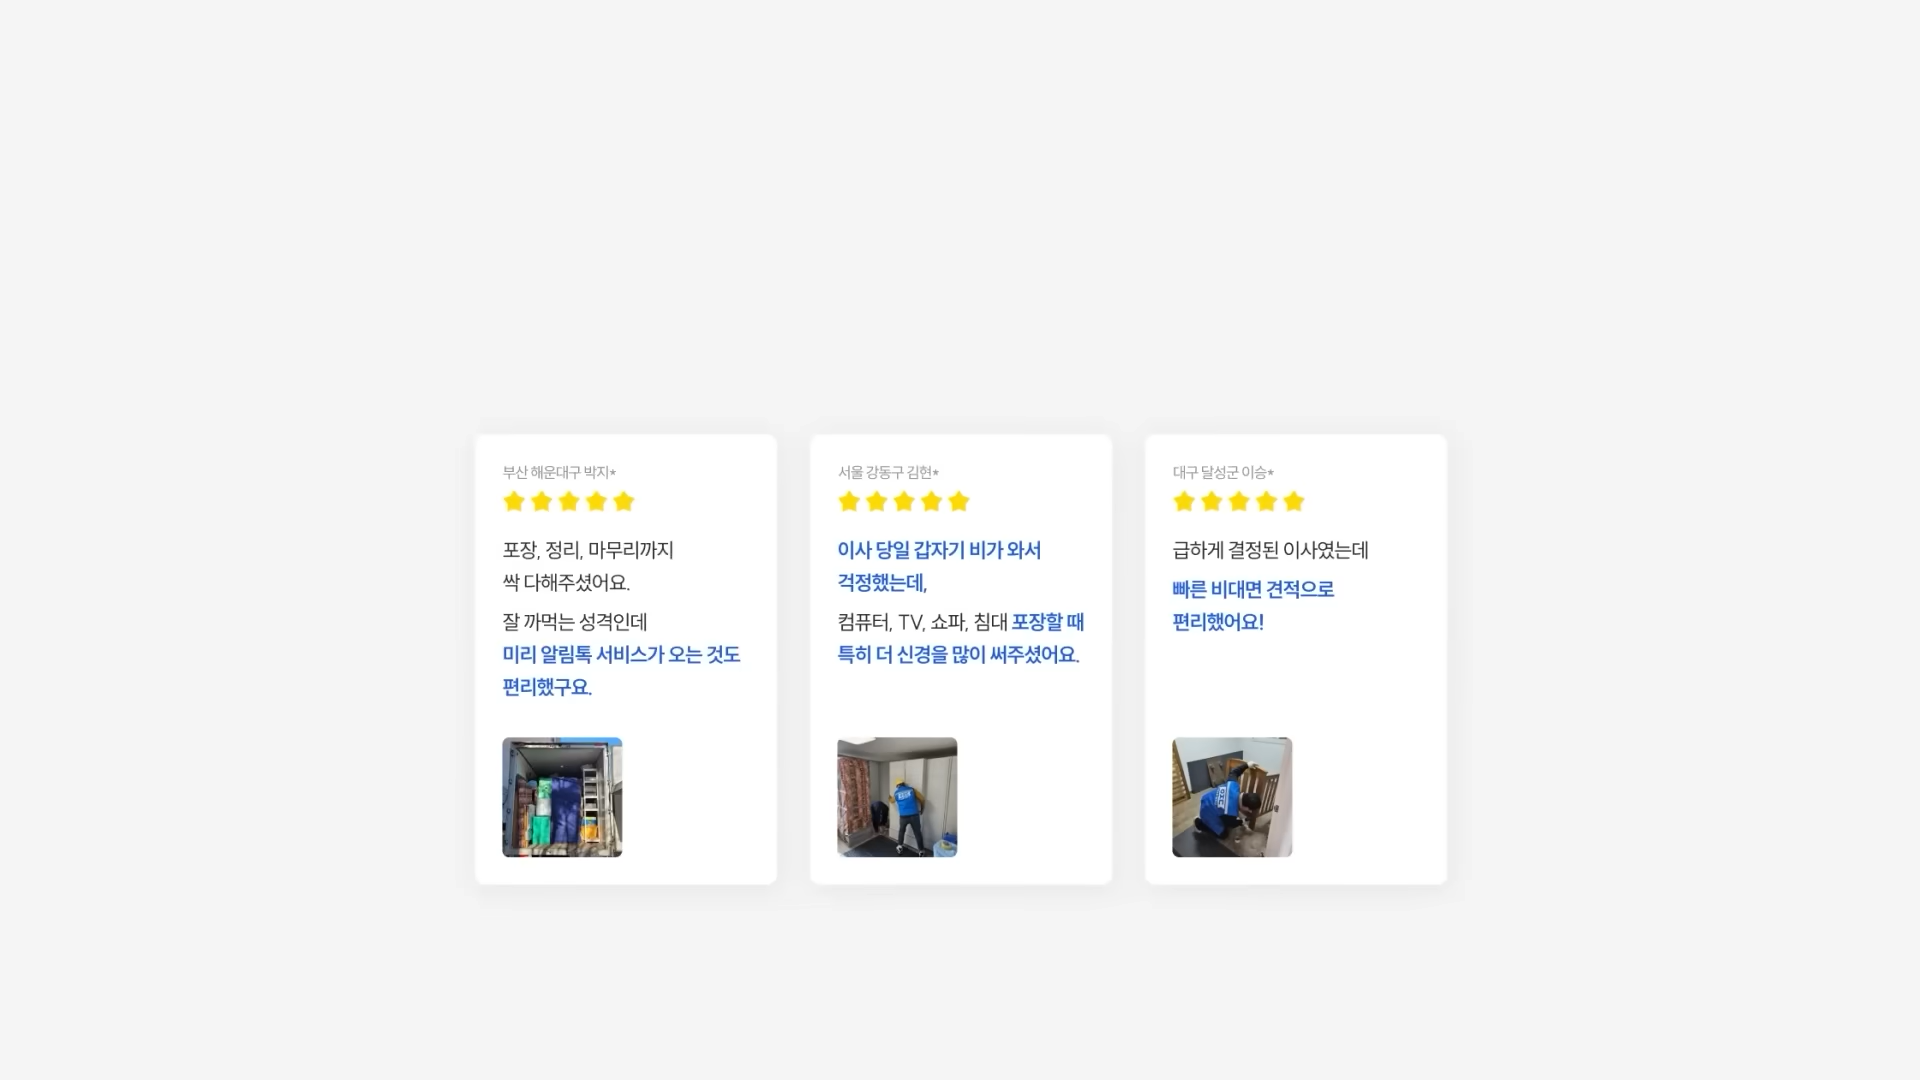 부산 해운대구 박지*
포장, 정리, 마무리까지
싹 다해주셨어요.
잘 까먹는 성격인데
미리 알림톡 서비스가 오는 것도
편리했구요.
서울 강동구 김현*
이사 당일 갑자기 비가 와서
걱정했는데,
컴퓨터, TV, 쇼파, 침대 포장할 때
특히 더 신경을 많이 써주셨어요.
대구 달성군 이승*
급하게 결정된 이사였는데
빠른 비대면 견적으로
편리했어요!